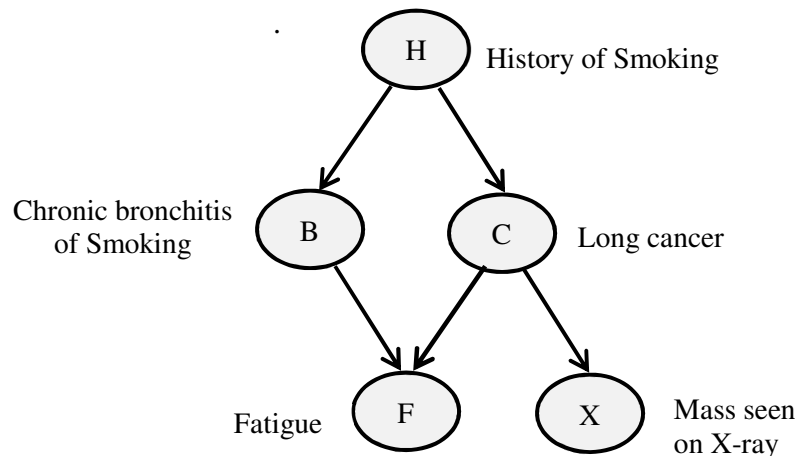 H
History of Smoking
Chronic bronchitis
of Smoking
B
C
Long cancer
Fatigue
F
X
Mass seen
on X-ray